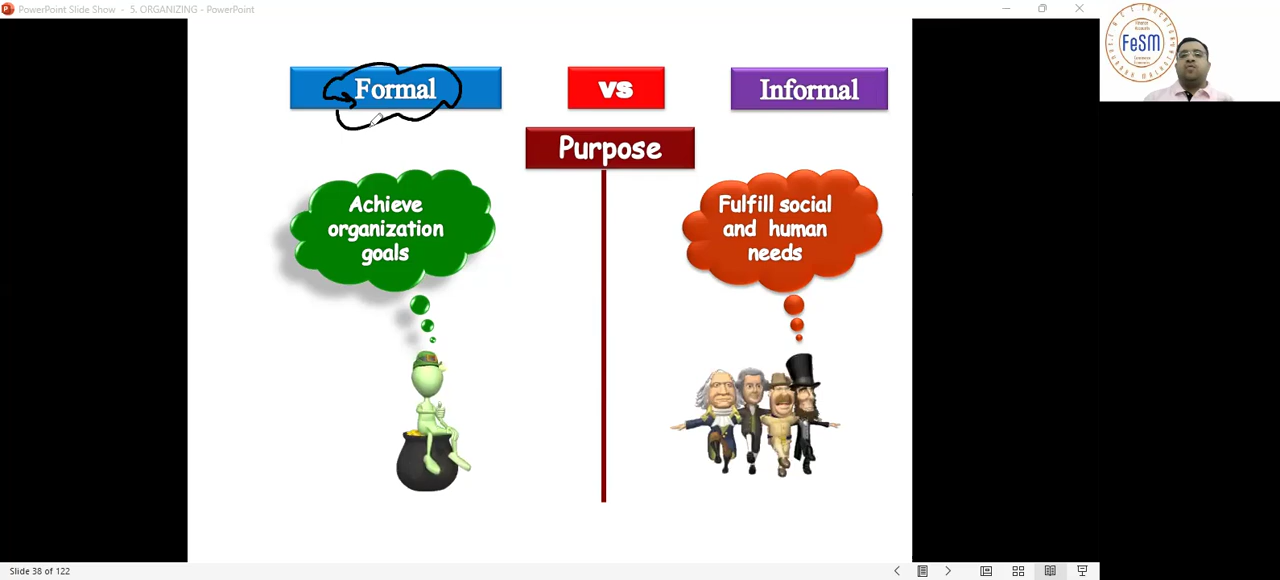 PowerPoint Slide Show - 5. ORGANIZING - PowerPoint
FeSM
Formal
vs
Informal
Purpose
Achieve
organization
goals
Fulfill social
and human
needs
Slide 38 of 122